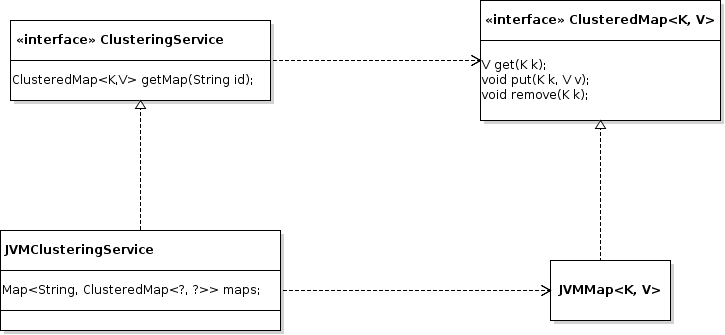 «interface» ClusteringService
ClusteredMap<K,V> getMap(String id);
«interface» ClusteredMap<K, V>
V get(K k);
void put(K k, V v);
void remove(K k);
JVMClusteringService
Map<String, ClusteredMap<?, ?>> maps;
JVMMap<K, V>